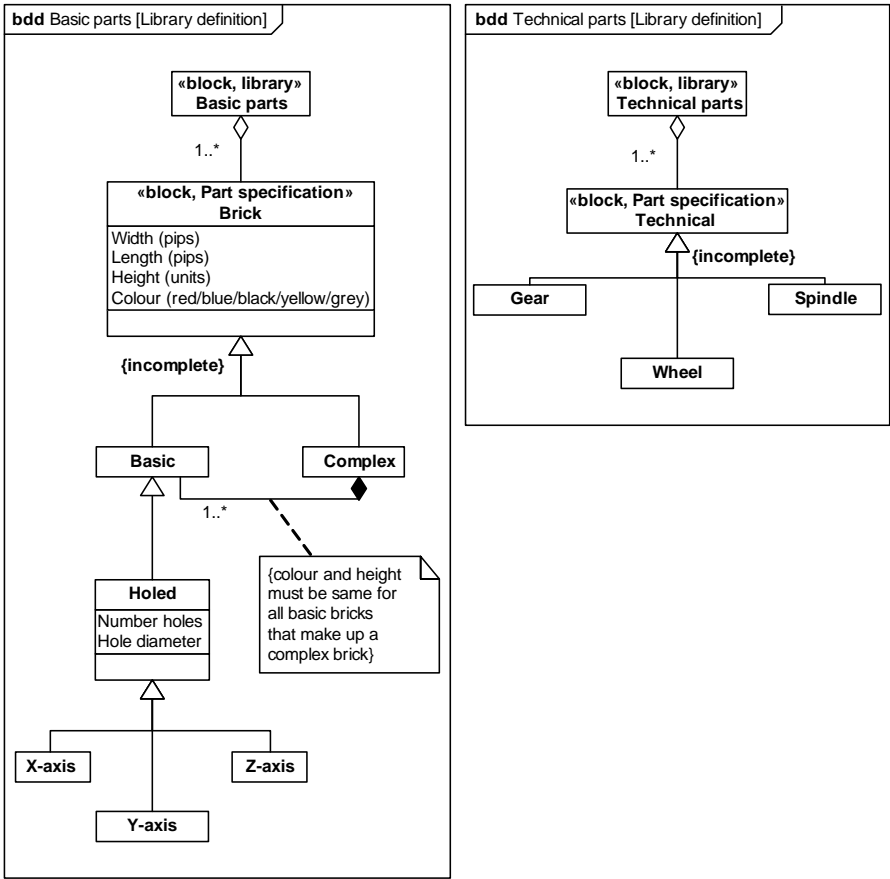 bdd Basic parts [Library definition]
«block, library»
Basic parts
1..*
«block, Part specification»
Brick
Width (pips)
Length (pips)
Height (units)
Colour (red/blue/black/yellow/grey)
{incomplete}
Basic
Complex
1..*
{colour and height
must be same for
all basic bricks
that make up a
complex brick}
Holed
Number holes
Hole diameter
X-axis
Z-axis
Y-axis
bdd Technical parts [Library definition]
«block, library»
Technical parts
1..*
«block, Part specification»
Technical
{incomplete}
Gear
Spindle
Wheel